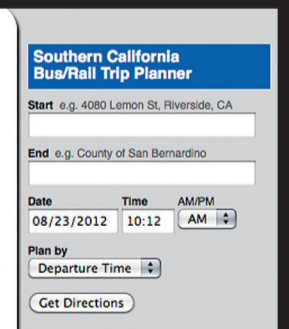 Southern California
Bus/Rail Trip Planner
Start e.g. 4080 Lemon St, Riverside, CA
End e.g. County of San Bernardino
Date Time AM/PM
08/23/2012 10:12 AM
Plan by
Departure Time
Get Directions